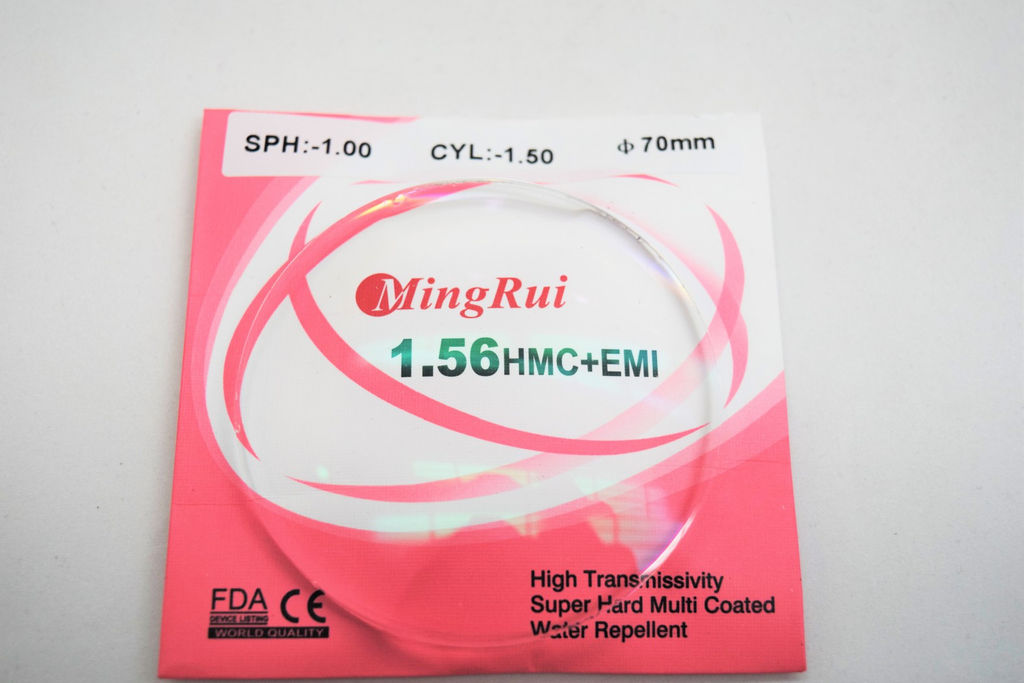 SPH:-1.00 CYL:-1.50 Φ 70mm
MingRui
1.56HMC+EMI
High Transmissivity
Super Hard Multi Coated
Water Repellent
FDA CE
DEVICE LISTING
WORLD QUALITY